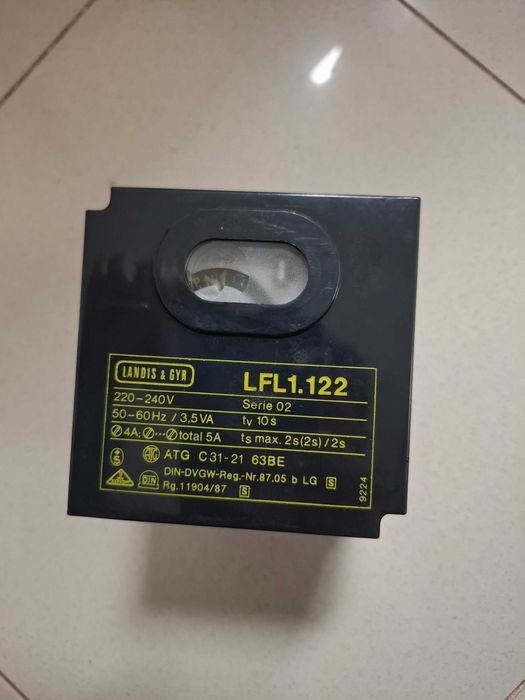 LANDIS & GYR
LFL1.122
220-240V
Serie 02
50-60Hz / 3,5VA
tv 10s
4A; ··· total 5A
ts max. 2s(2s)/2s
ATG C31-21 63BE
DIN-DVGW-Reg.-Nr.87.05 b LG S
DIN
Rg.11904/87 S
9224